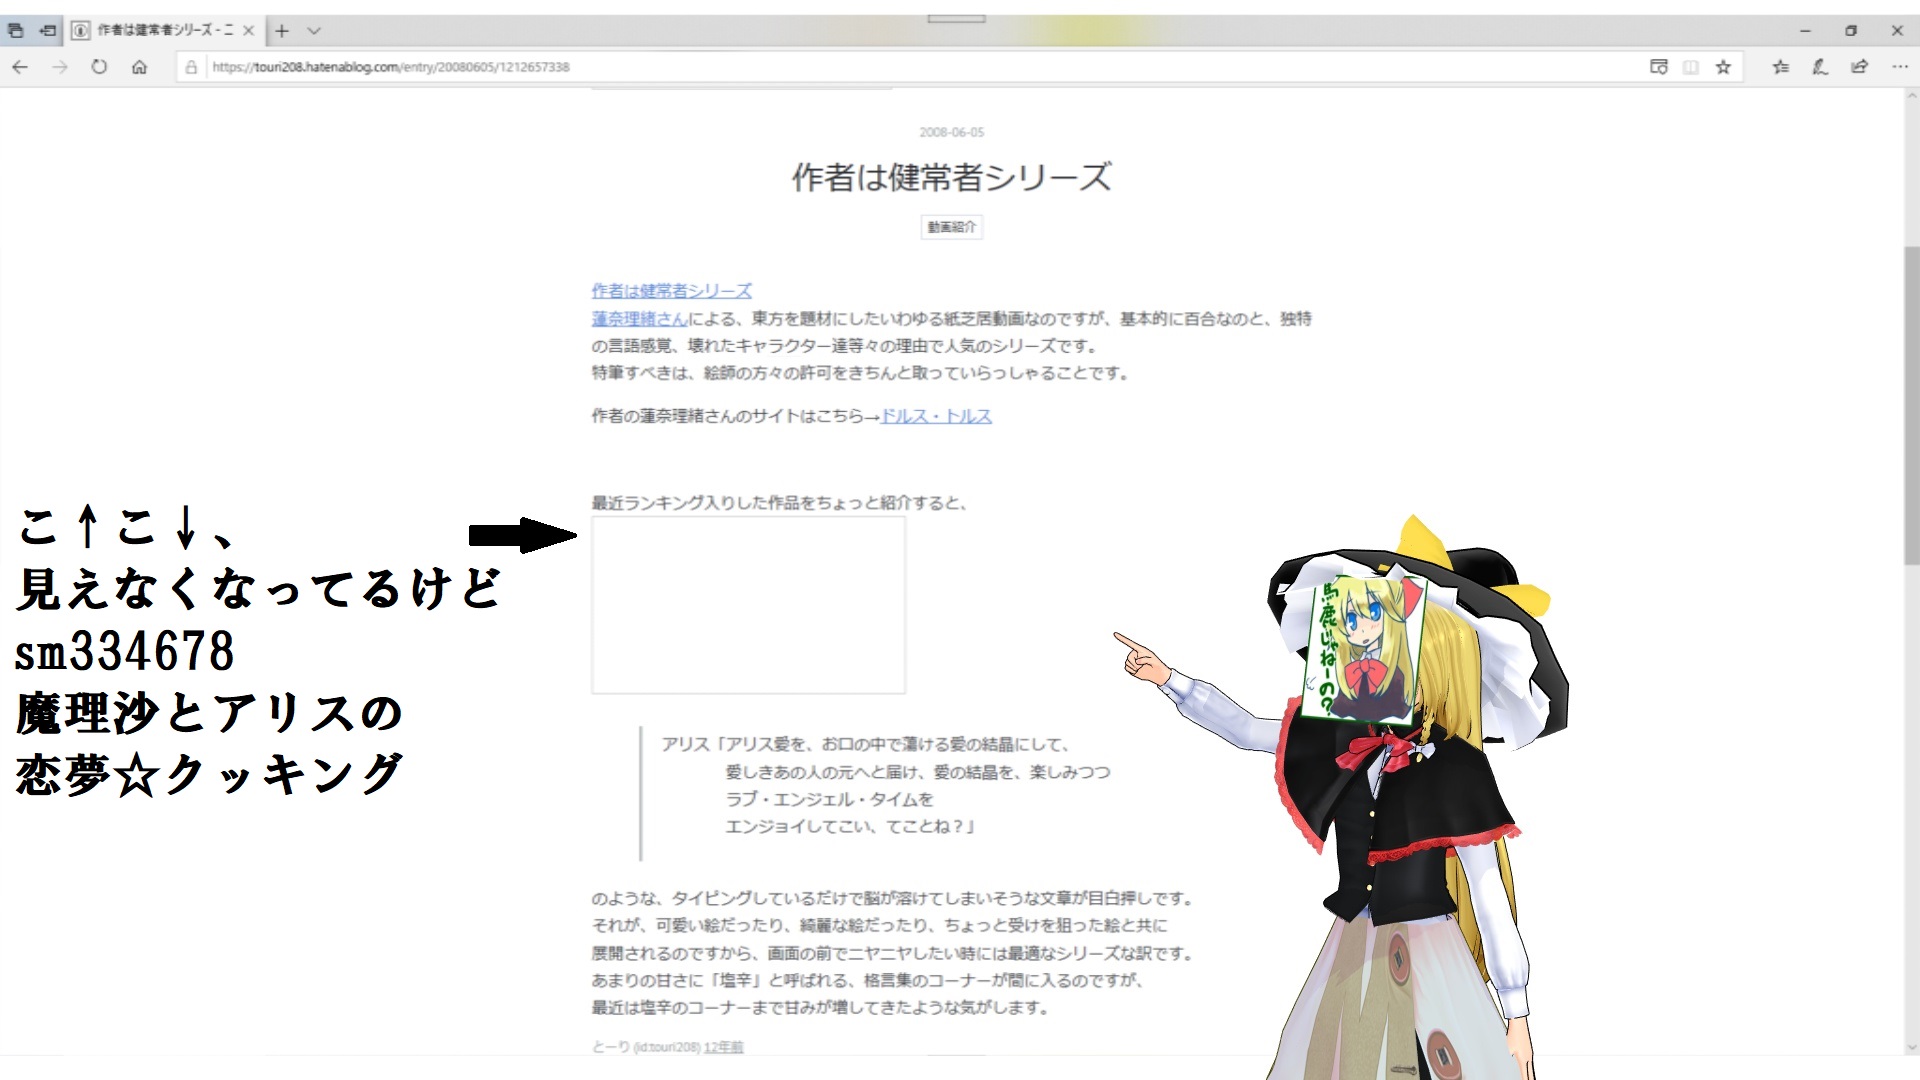 作者は健常者シリーズ - ニ
https://touri208.hatenablog.com/entry/20080605/1212657338
2008-06-05
作者は健常者シリーズ
動画紹介
作者は健常者シリーズ
蓮奈理緒さんによる、東方を題材にしたいわゆる紙芝居動画なのですが、基本的に百合なのと、独特
の言語感覚、壊れたキャラクター達等々の理由で人気のシリーズです。
特筆すべきは、絵師の方々の許可をきちんと取っていらっしゃることです。
作者の蓮奈理緒さんのサイトはこちら→ドルス・トルス
最近ランキング入りした作品をちょっと紹介すると、
こ↑こ↓、
見えなくなってるけど
sm334678
魔理沙とアリスの
恋夢☆クッキング
馬鹿じゃねーの?
アリス「アリス愛を、お口の中で蕩ける愛の結晶にして、
愛しきあの人の元へと届け、愛の結晶を、楽しみつつ
ラブ・エンジェル・タイムを
エンジョイしてこい、てことね？」
のような、タイピングしているだけで脳が溶けてしまいそうな文章が目白押しです。
それが、可愛い絵だったり、綺麗な絵だったり、ちょっと受けを狙った絵と共に
展開されるのですから、画面の前でニヤニヤしたい時には最適なシリーズな訳です。
あまりの甘さに「塩辛」と呼ばれる、格言集のコーナーが間に入るのですが、
最近は塩辛のコーナーまで甘みが増してきたような気がします。
とーり (id:touri208) 12年前